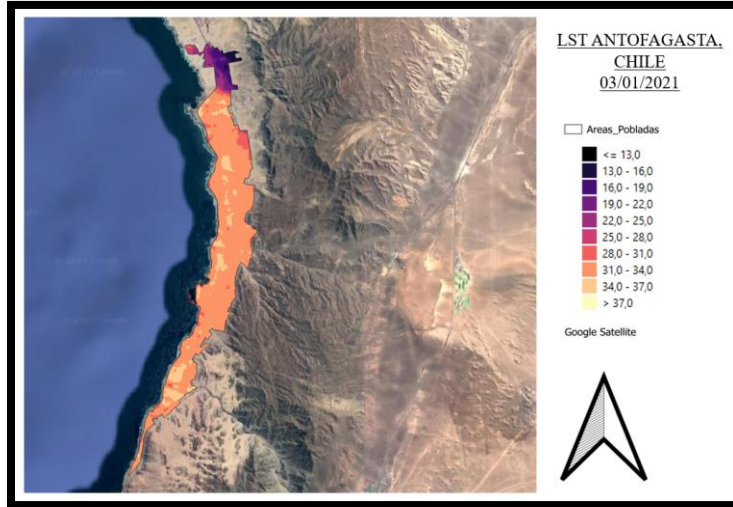 LST ANTOFAGASTA,
CHILE
03/01/2021
Areas_Pobladas
<= 13,0
13,0 - 16,0
16,0 - 19,0
19,0 - 22,0
22,0 - 25,0
25,0 - 28,0
28,0 - 31,0
31,0 - 34,0
34,0 - 37,0
> 37,0
Google Satellite